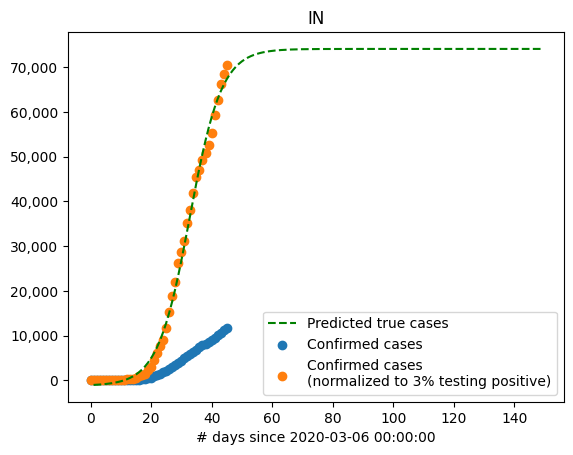 IN
70,000
60,000
50,000
40,000
30,000
20,000
10,000
0
Predicted true cases
Confirmed cases
Confirmed cases
(normalized to 3% testing positive)
0 20 40 60 80 100 120 140
# days since 2020-03-06 00:00:00